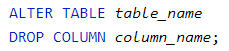 ALTER TABLE table_name
DROP COLUMN column_name;